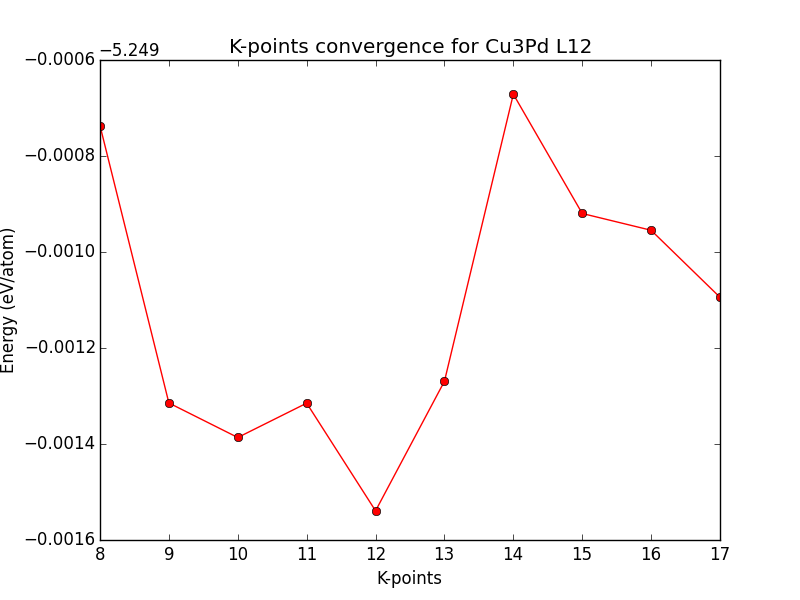 K-points convergence for Cu3Pd L12
−5.249
−0.0006
−0.0008
−0.0010
−0.0012
−0.0014
−0.0016
Energy (eV/atom)
8 9 10 11 12 13 14 15 16 17
K-points